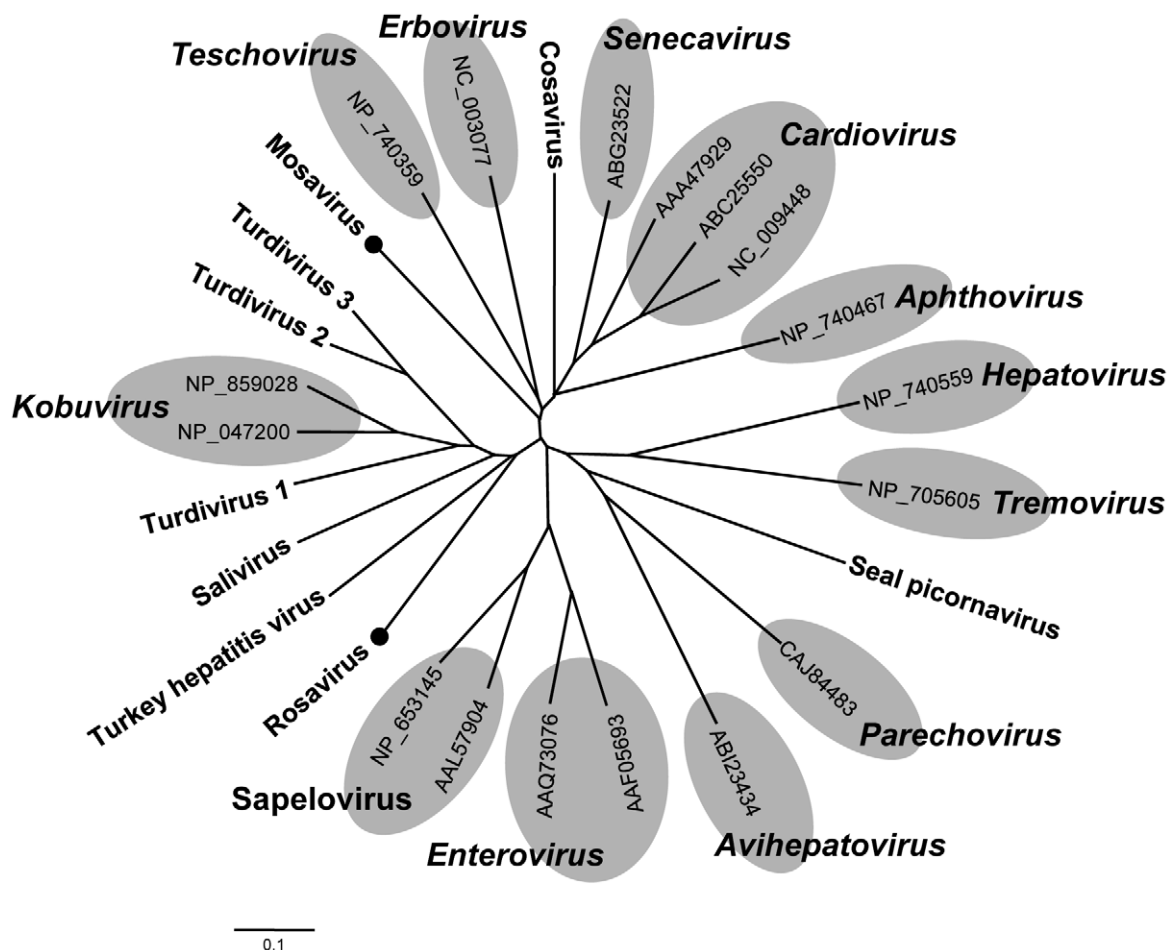 Erbovirus
Senecavirus
Teschovirus
Cosavirus
NC_003077
ABG23522
NP_740359
Cardiovirus
AAA47929
ABC25550
NC_009448
Mosavirus
Turdivirus 3
Turdivirus 2
Aphthovirus
NP_740467
Hepatovirus
NP_740559
Kobuvirus
NP_859028
NP_047200
Turdivirus 1
Tremovirus
NP_705605
Salivirus
Seal picornavirus
Turkey hepatitis virus
Rosavirus
CAJ84483
Parechovirus
NP_653145
AAL57904
Sapelovirus
AAQ73076
AAF05693
Enterovirus
ABI23434
Avihepatovirus
0.1